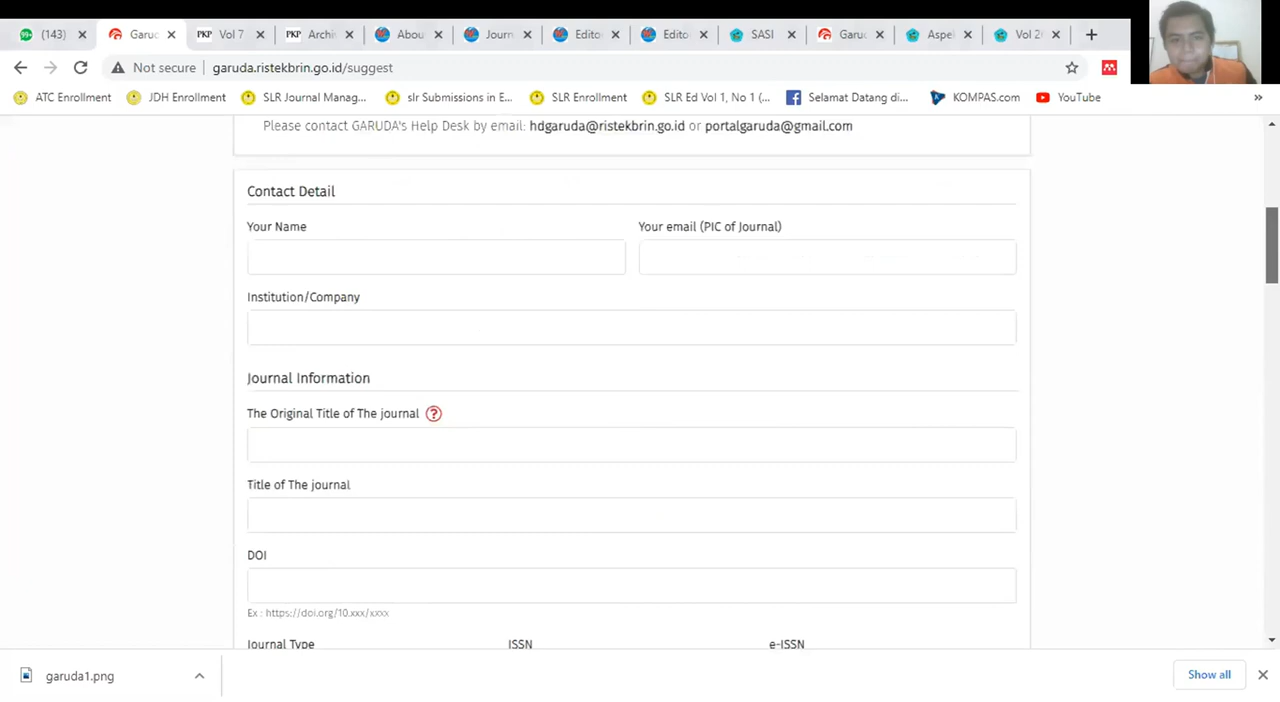 (143)
Garuc
Vol 7
Archi
Abou
Journ
Edito
Edito
SASI
Garuc
Aspe
Vol 2
Not secure
garuda.ristekbrin.go.id/suggest
ATC Enrollment
JDH Enrollment
SLR Journal Manag...
slr Submissions in E...
SLR Enrollment
SLR Ed Vol 1, No 1 (...
Selamat Datang di...
KOMPAS.com
YouTube
Please contact GARUDA's Help Desk by email: hdgaruda@ristekbrin.go.id or portalgaruda@gmail.com
Contact Detail
Your Name
Your email (PIC of Journal)
Institution/Company
Journal Information
The Original Title of The journal
Title of The journal
DOI
Ex : https://doi.org/10.xxx/xxxx
Journal Type
ISSN
e-ISSN
garuda1.png
Show all